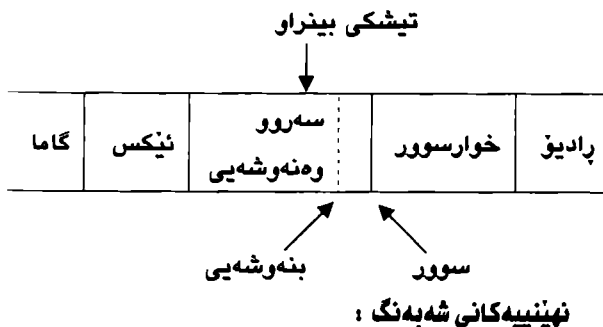 تیشکی بینراو
گاما
ئێکس
سەروو
وەنەوشەیی
خوارسوور
ڕادیۆ
بنەوشەیی
سوور
نهێنییەکانی شەبەنگ :